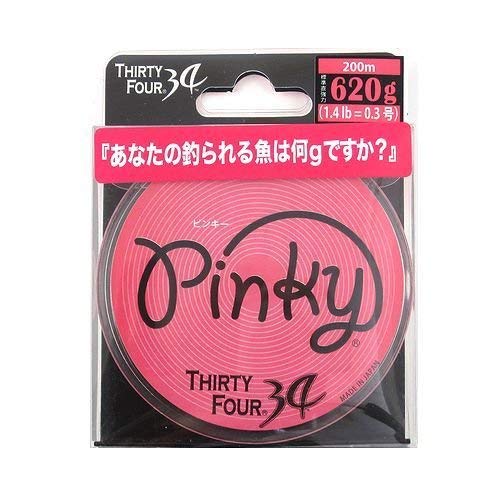 THIRTY
FOUR® 34
200m
標準直強力
620g
(1.4 lb=0.3 号)
『あなたの釣られる魚は何gですか?』
ピンキー
Pinky®
THIRTY
FOUR® 34
MADE IN JAPAN